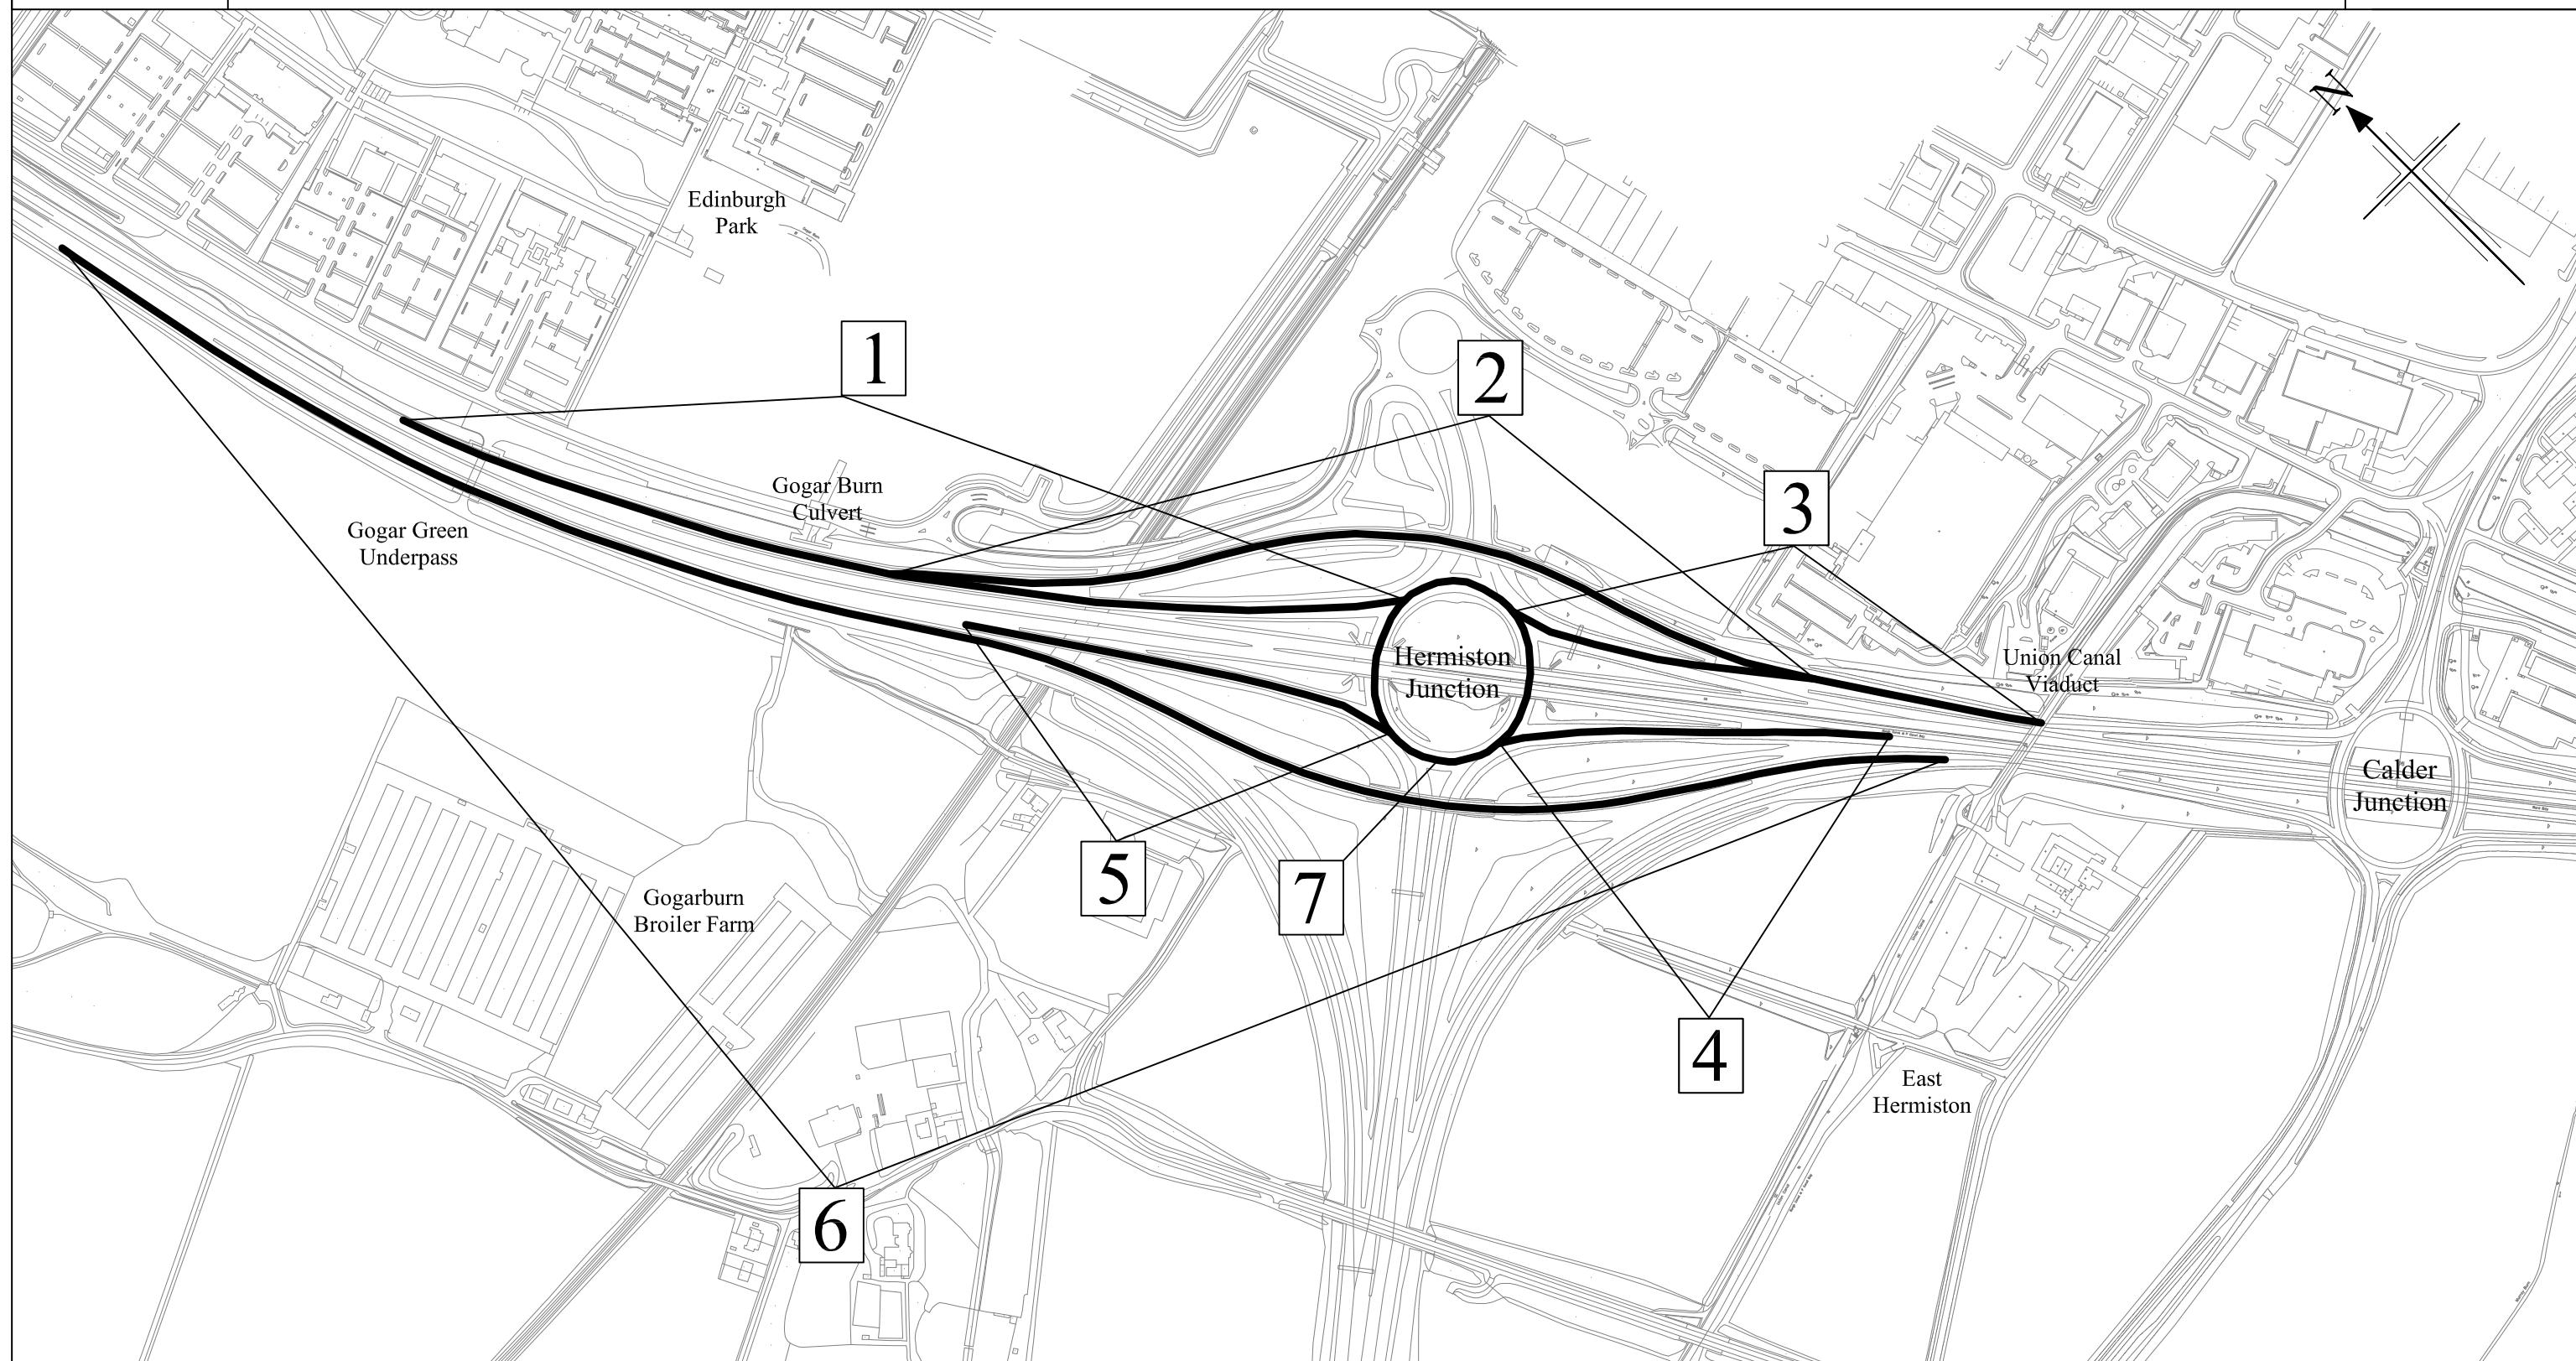 N
Edinburgh
Park
1
2
3
Gogar Burn
Culvert
Gogar Green
Underpass
Hermiston
Junction
Union Canal
Viaduct
Calder
Junction
5
7
Gogarburn
Broiler Farm
4
East
Hermiston
6